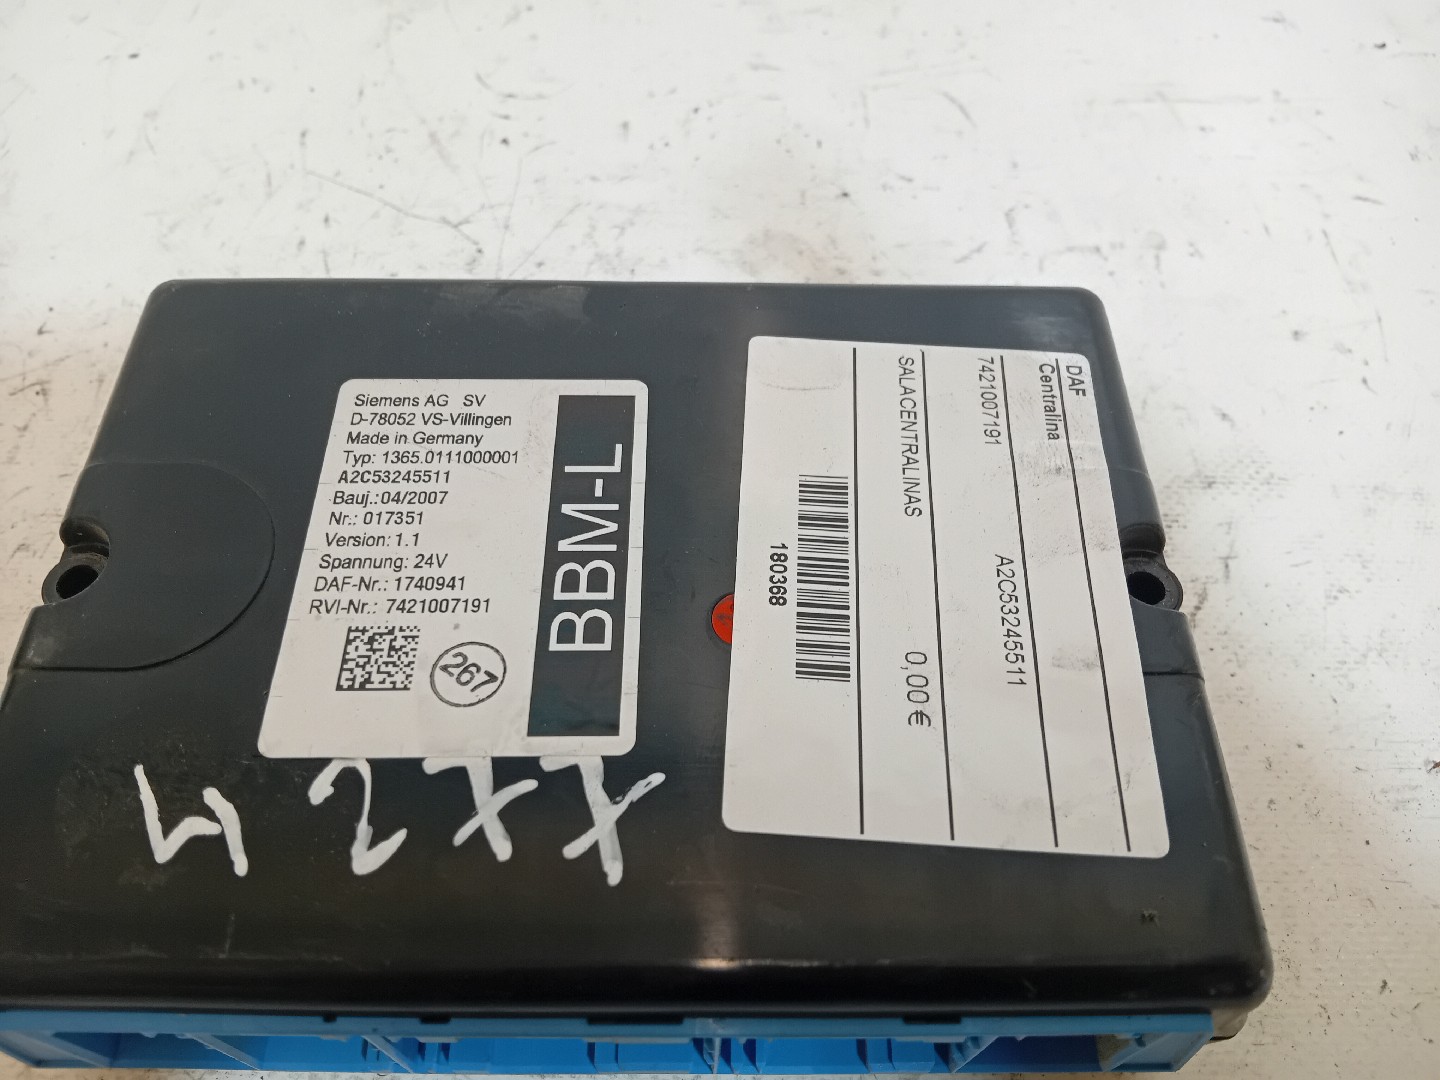 Siemens AG SV
D-78052 VS-Villingen
Made in Germany
Typ: 1365.0111000001
A2C53245511
Bauj.:04/2007
Nr.: 017351
Version: 1.1
Spannung: 24V
DAF-Nr.: 1740941
RVI-Nr.: 7421007191
267
BBM-L
DAF
Centralina
7421007191 A2C53245511
SALACENTRALINAS 0,00€
180368